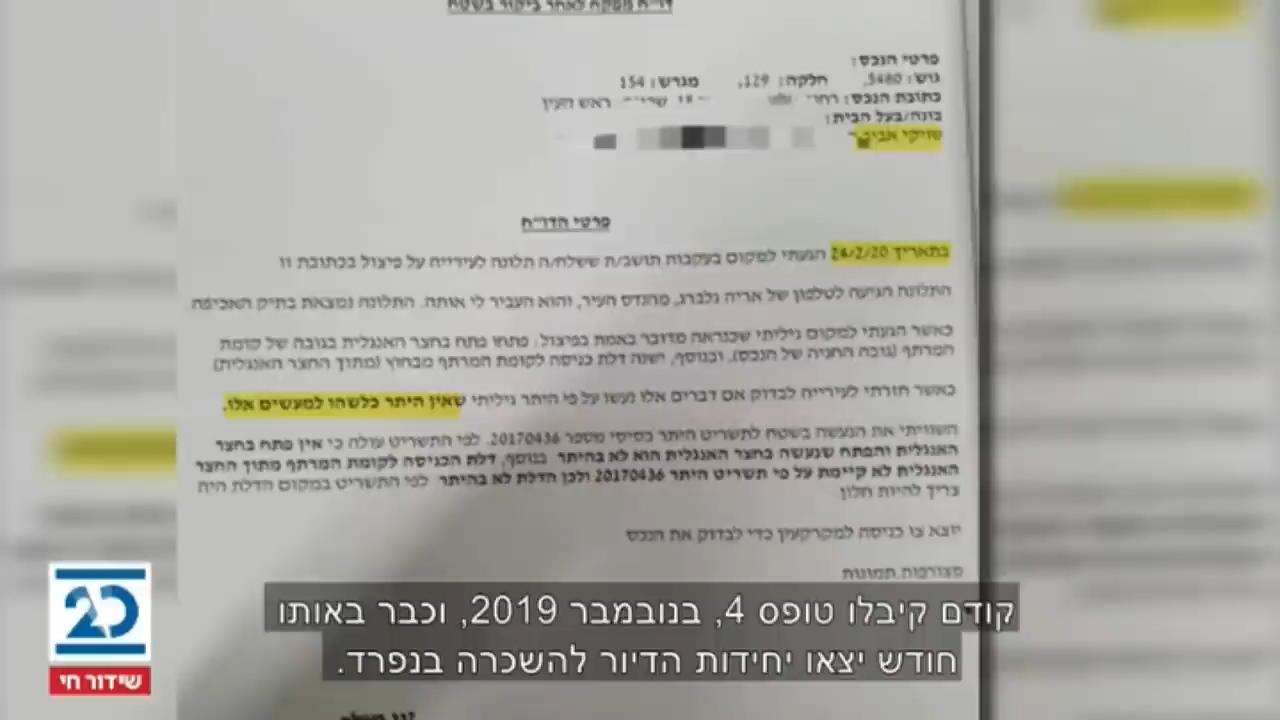 דו״ח מפקח לאחר ביקור בשטח
פרטי הנכס:
גוש: 5480, חלקה: 129, מגרש: 154
כתובת הנכס: ראש העין
בונה/בעל הבית:
פרטי הדו״ח
בתאריך 24/2/20 הגעתי למקום בעקבות תושב/ת ששלח/ה תלונה לעירייה על פיצול בכתובת זו
התלונה הגיעה לטלפון של אריה גלברג, מהנדס העיר, והוא העביר לי אותה. התלונה נמצאת בתיק האכיפה
כאשר הגעתי למקום גיליתי שכנראה מדובר באמת בפיצול: פתחו פתח בחצר האנגלית בגובה של קומת
המרתף (גובה החניה של הנכס), ובנוסף, ישנה דלת כניסה לקומת המרתף מבחוץ (מתוך החצר האנגלית)
כאשר חזרתי לעירייה לבדוק אם דברים אלו נעשו על פי היתר גיליתי שאין היתר כלשהו למעשים אלו.
השוויתי את הנעשה בשטח לתשריט היתר בסיסי מספר 20170436. לפי התשריט עולה כי אין פתח בחצר
האנגלית והפתח שנעשה בחצר האנגלית הוא לא בהיתר. בנוסף, דלת הכניסה לקומת המרתף מתוך החצר
האנגלית לא קיימת על פי תשריט היתר 20170436 ולכן הדלת לא בהיתר. לפי התשריט במקום הדלת היה
צריך להיות חלון
יוצא צו כניסה למקרקעין כדי לבדוק את הנכס
מצורפות תמונות
קודם קיבלו טופס 4, בנובמבר 2019, וכבר באותו
חודש יצאו יחידות הדיור להשכרה בנפרד.
20
שידור חי